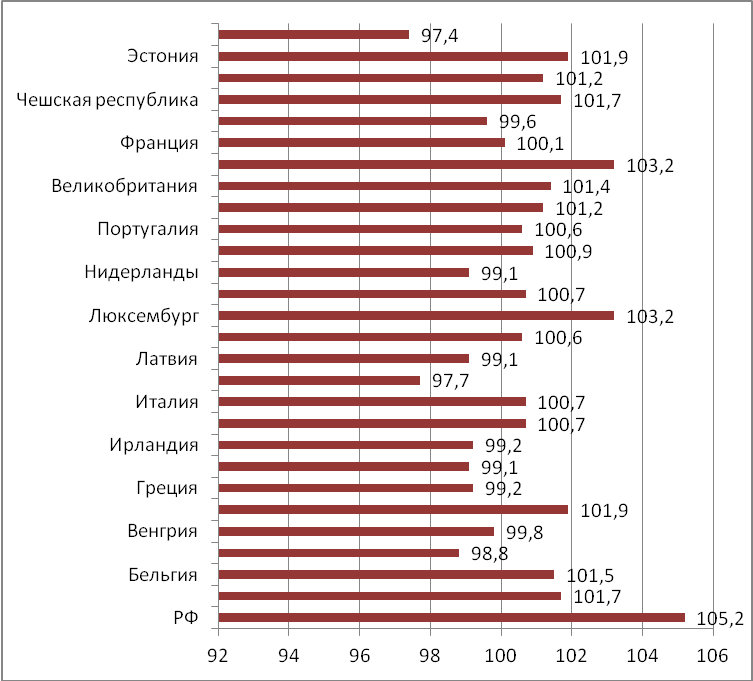 97,4
Эстония 101,9
101,2
Чешская республика 101,7
99,6
Франция 100,1
103,2
Великобритания 101,4
101,2
Португалия 100,6
100,9
Нидерланды 99,1
100,7
Люксембург 103,2
100,6
Латвия 99,1
97,7
Италия 100,7
100,7
Ирландия 99,2
99,1
Греция 99,2
101,9
Венгрия 99,8
98,8
Бельгия 101,5
101,7
РФ 105,2
92 94 96 98 100 102 104 106